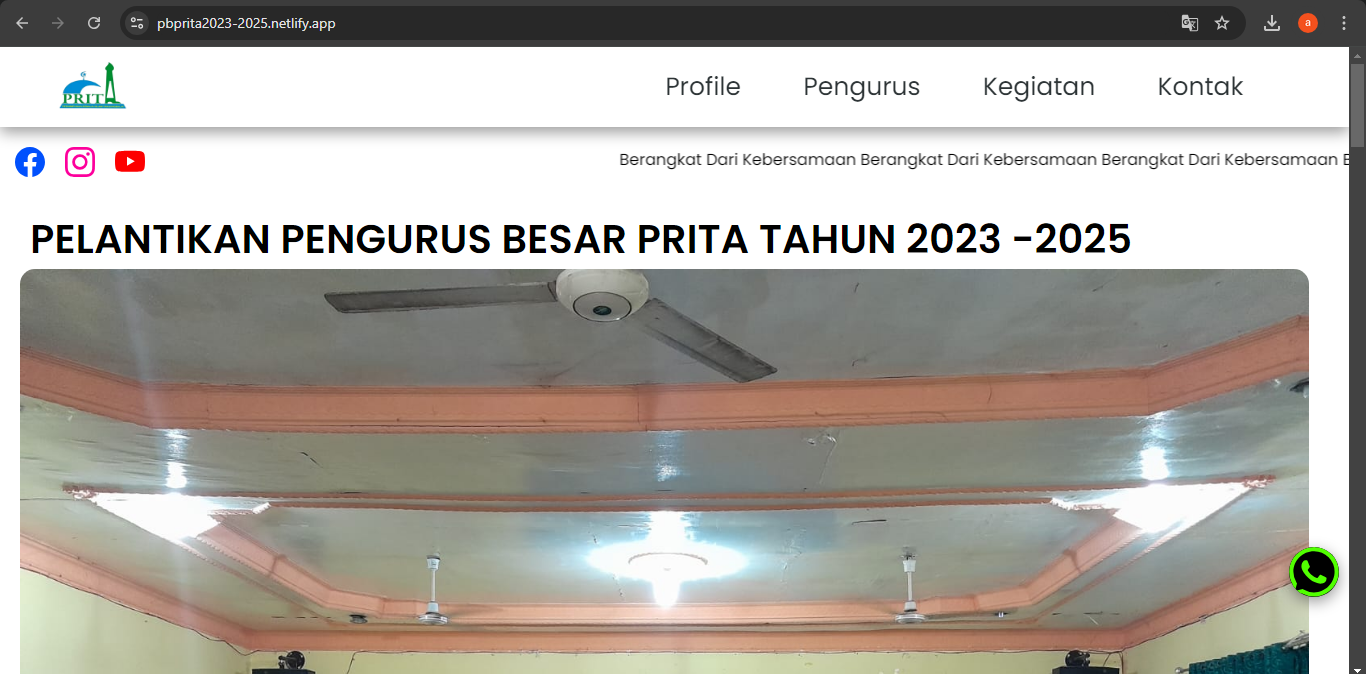 pbprita2023-2025.netlify.app
a
PRITA
Profile Pengurus Kegiatan Kontak
Berangkat Dari Kebersamaan Berangkat Dari Kebersamaan Berangkat Dari Kebersamaan
PELANTIKAN PENGURUS BESAR PRITA TAHUN 2023 -2025